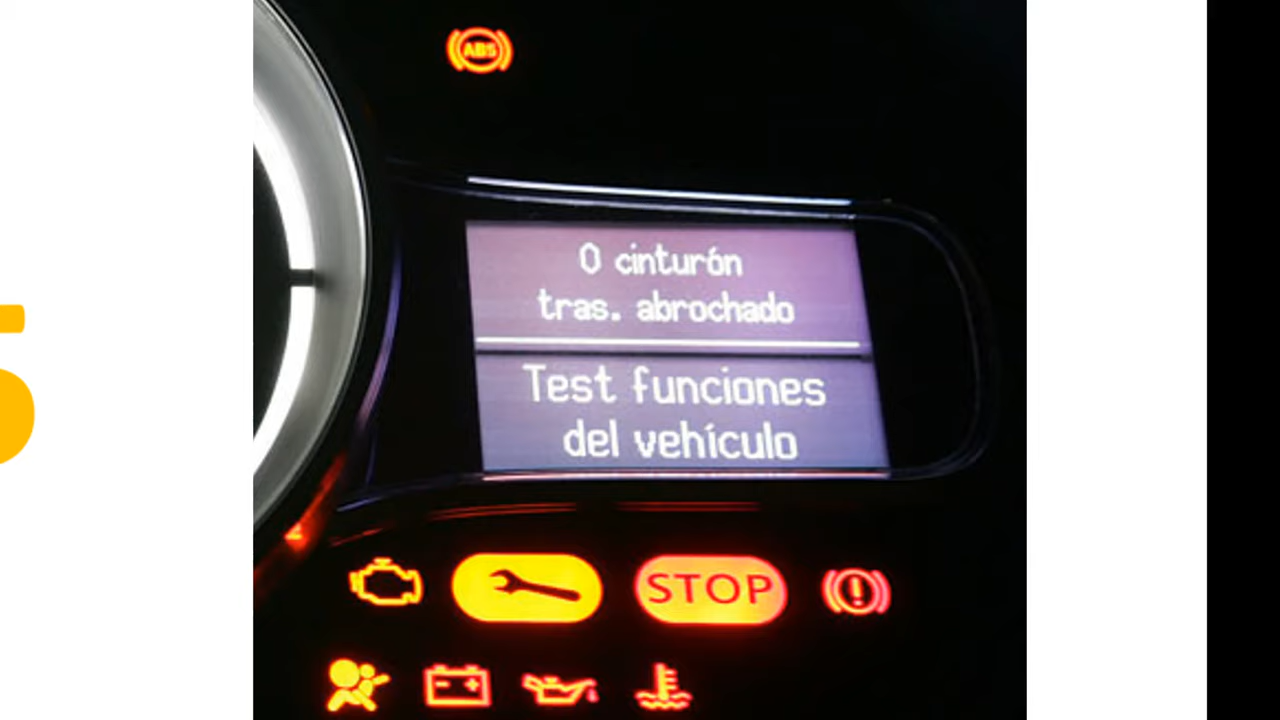 ABS
0 cinturón
tras. abrochado
Test funciones
del vehículo
STOP